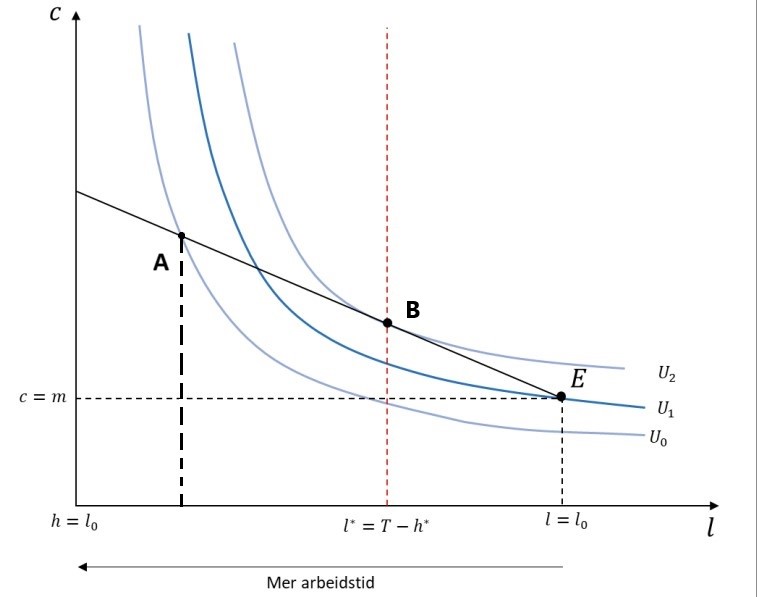 c
A
B
E
U₂
c = m
U₁
U₀
h = l₀
l* = T − h*
l = l₀
l
Mer arbeidstid